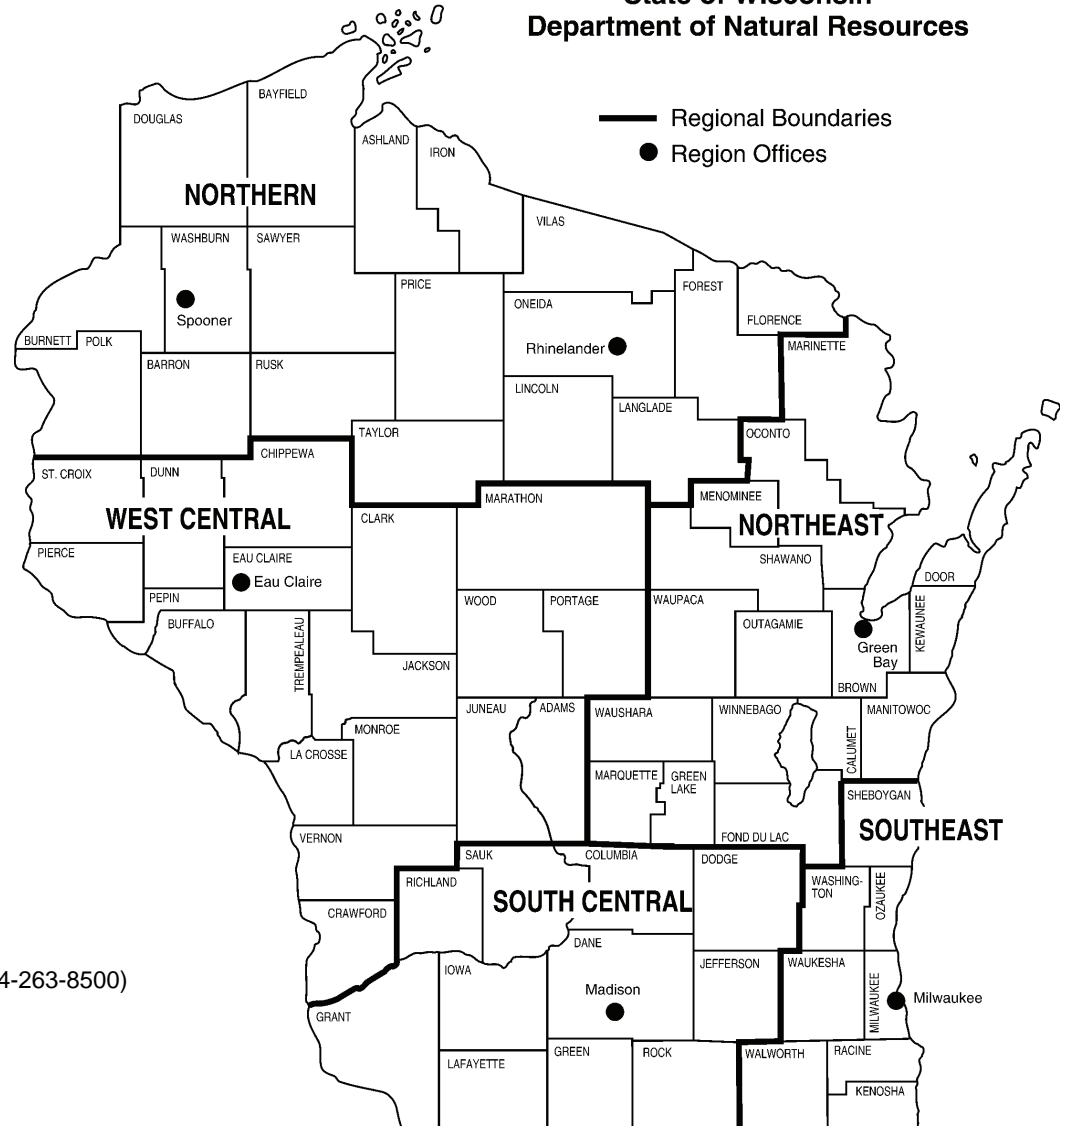 State of Wisconsin
Department of Natural Resources
Regional Boundaries
Region Offices
BAYFIELD
DOUGLAS
ASHLAND
IRON
NORTHERN
VILAS
WASHBURN
SAWYER
PRICE
FOREST
ONEIDA
Spooner
FLORENCE
BURNETT
POLK
Rhinelander
MARINETTE
BARRON
RUSK
LINCOLN
LANGLADE
TAYLOR
OCONTO
CHIPPEWA
ST. CROIX
DUNN
MARATHON
MENOMINEE
WEST CENTRAL
CLARK
NORTHEAST
PIERCE
EAU CLAIRE
SHAWANO
Eau Claire
DOOR
PEPIN
WOOD
PORTAGE
WAUPACA
BUFFALO
OUTAGAMIE
KEWAUNEE
TREMPEALEAU
Green
Bay
JACKSON
BROWN
JUNEAU
ADAMS
WAUSHARA
WINNEBAGO
MANITOWOC
MONROE
CALUMET
LA CROSSE
MARQUETTE
GREEN
LAKE
SHEBOYGAN
VERNON
FOND DU LAC
SOUTHEAST
SAUK
COLUMBIA
DODGE
RICHLAND
WASHING-
TON
OZAUKEE
SOUTH CENTRAL
CRAWFORD
DANE
IOWA
JEFFERSON
WAUKESHA
4-263-8500)
Madison
MILWAUKEE
Milwaukee
GRANT
LAFAYETTE
GREEN
ROCK
WALWORTH
RACINE
KENOSHA